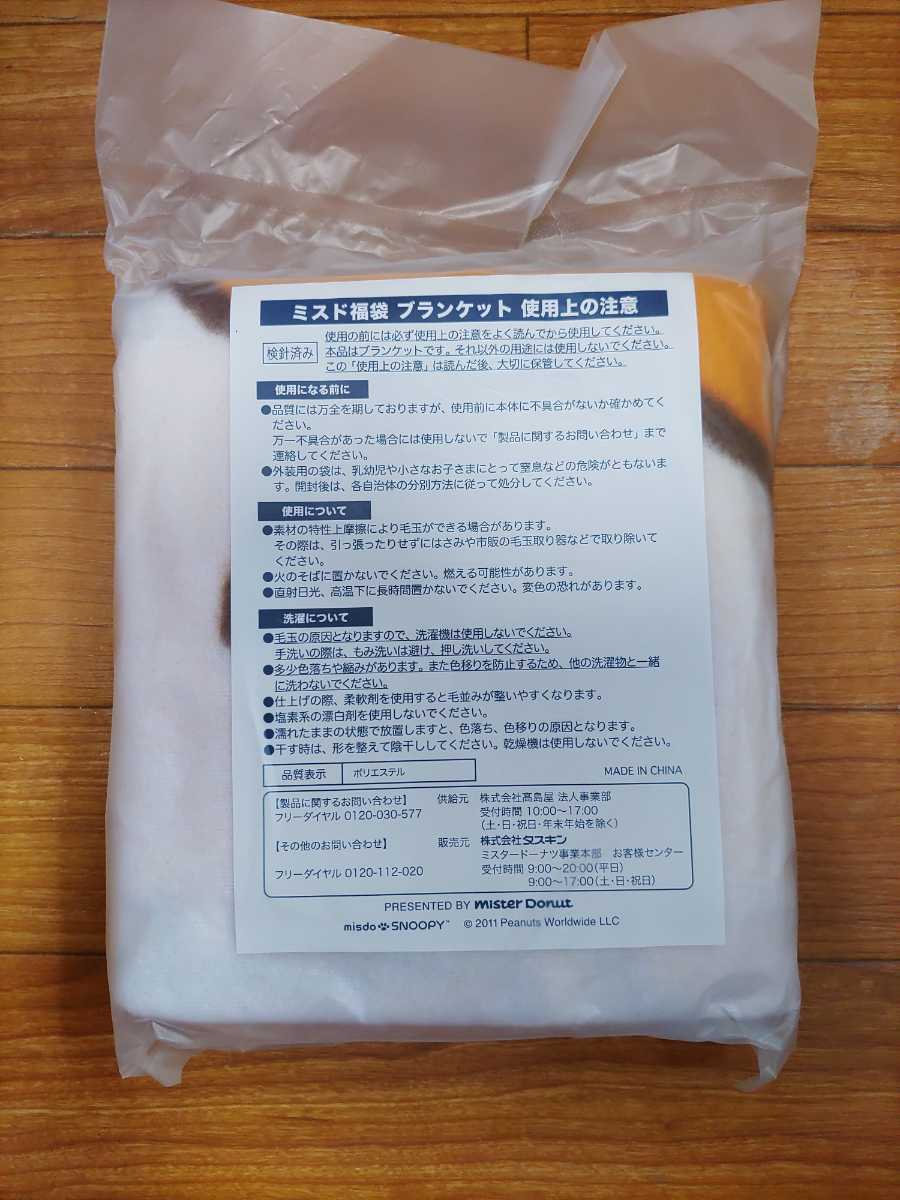 ミスド福袋 ブランケット 使用上の注意
検針済み
使用の前には必ず使用上の注意をよく読んでから使用してください。
本品はブランケットです。それ以外の用途には使用しないでください。
この「使用上の注意」は読んだ後、大切に保管してください。
使用になる前に
●品質には万全を期しておりますが、使用前に本体に不具合がないか確かめてく
ださい。
万一不具合があった場合には使用しないで「製品に関するお問い合わせ」まで
連絡してください。
●外装用の袋は、乳幼児や小さなお子さまにとって窒息などの危険がともないま
す。開封後は、各自治体の分別方法に従って処分してください。
使用について
●素材の特性上摩擦により毛玉ができる場合があります。
その際は、引っ張ったりせずにはさみや市販の毛玉取り器などで取り除いて
ください。
●火のそばに置かないでください。燃える可能性があります。
●直射日光、高温下に長時間置かないでください。変色の恐れがあります。
洗濯について
●毛玉の原因となりますので、洗濯機は使用しないでください。
手洗いの際は、もみ洗いは避け、押し洗いしてください。
●多少色落ちや縮みがあります。また色移りを防止するため、他の洗濯物と一緒
に洗わないでください。
●仕上げの際、柔軟剤を使用すると毛並みが整いやすくなります。
●塩素系の漂白剤を使用しないでください。
●濡れたままの状態で放置しますと、色落ち、色移りの原因となります。
●干す時は、形を整えて陰干ししてください。乾燥機は使用しないでください。
品質表示 ポリエステル MADE IN CHINA
【製品に関するお問い合わせ】 供給元 株式会社髙島屋 法人事業部
フリーダイヤル 0120-030-577 受付時間 10:00〜17:00
(土・日・祝日・年末年始を除く)
【その他のお問い合わせ】 販売元 株式会社ダスキン
ミスタードーナツ事業本部 お客様センター
フリーダイヤル 0120-112-020 受付時間 9:00〜20:00(平日)
9:00〜17:00(土・日・祝日)
PRESENTED BY mister Donut
misdo SNOOPY™ © 2011 Peanuts Worldwide LLC